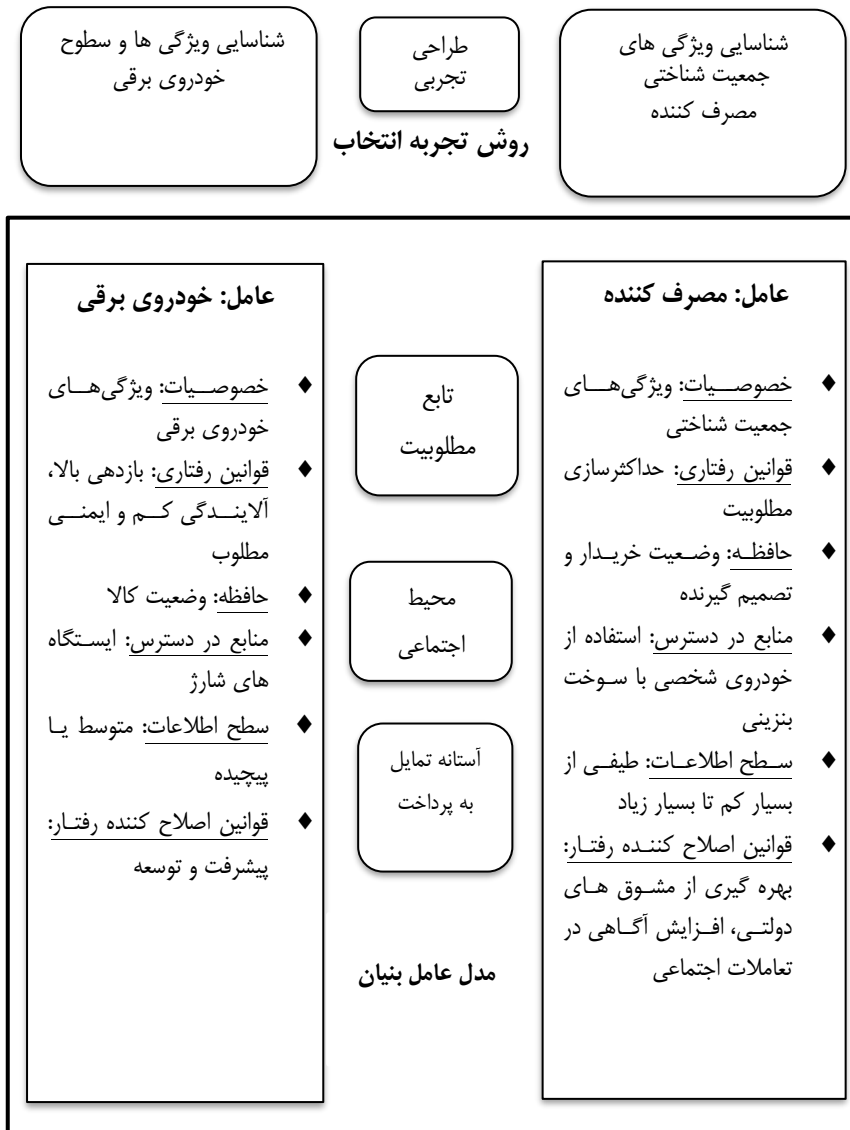 شناسایی ویژگی های
جمعیت شناختی
مصرف کننده
طراحی
تجربی
شناسایی ویژگی ها و سطوح
خودروی برقی
روش تجربه انتخاب
عامل: مصرف کننده
♦ خصوصیات: ویژگی‌های
جمعیت شناختی
♦ قوانین رفتاری: حداکثرسازی
مطلوبیت
♦ حافظه: وضعیت خریدار و
تصمیم گیرنده
♦ منابع در دسترس: استفاده از
خودروی شخصی با سوخت
بنزینی
♦ سطح اطلاعات: طیفی از
بسیار کم تا بسیار زیاد
♦ قوانین اصلاح کننده رفتار:
بهره گیری از مشوق های
دولتی، افزایش آگاهی در
تعاملات اجتماعی
تابع
مطلوبیت
محیط
اجتماعی
آستانه تمایل
به پرداخت
مدل عامل بنیان
عامل: خودروی برقی
♦ خصوصیات: ویژگی‌های
خودروی برقی
♦ قوانین رفتاری: بازدهی بالا،
آلایندگی کم و ایمنی
مطلوب
♦ حافظه: وضعیت کالا
♦ منابع در دسترس: ایستگاه
های شارژ
♦ سطح اطلاعات: متوسط یا
پیچیده
♦ قوانین اصلاح کننده رفتار:
پیشرفت و توسعه